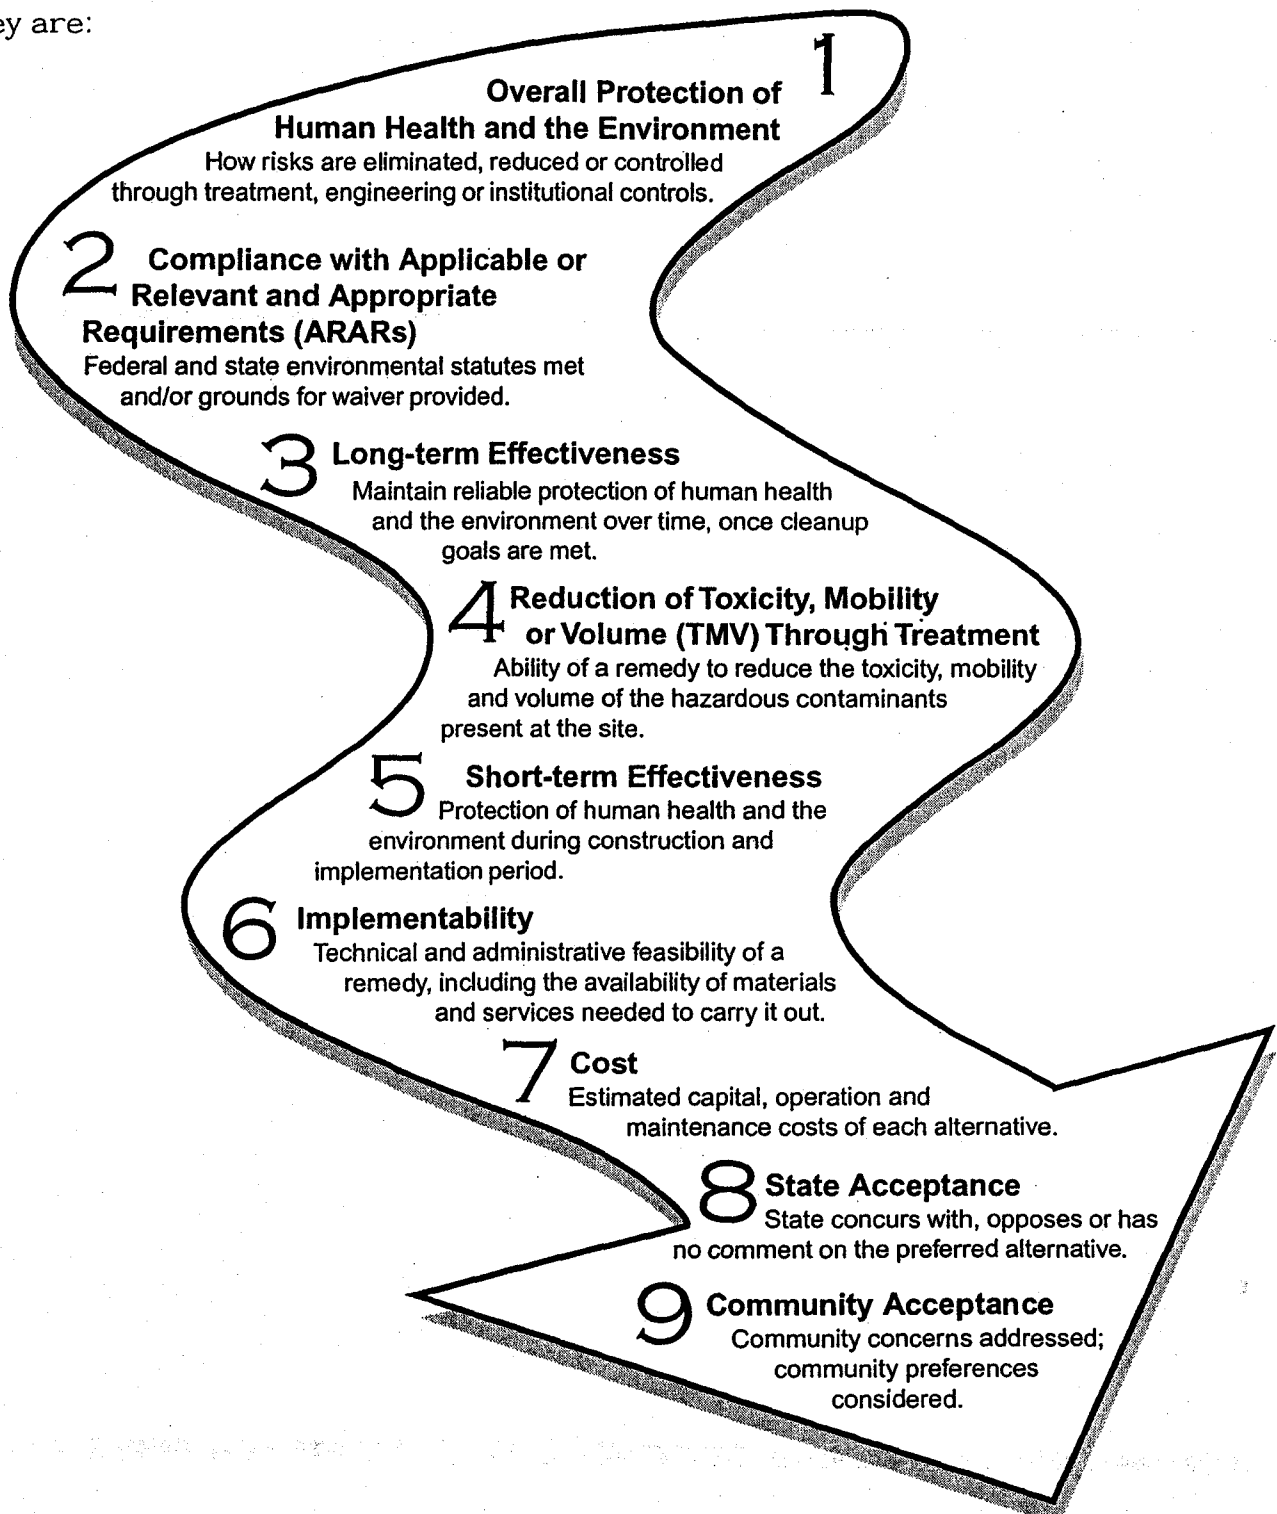 ey are:
1
Overall Protection of
Human Health and the Environment
How risks are eliminated, reduced or controlled
through treatment, engineering or institutional controls.
2 Compliance with Applicable or
Relevant and Appropriate
Requirements (ARARs)
Federal and state environmental statutes met
and/or grounds for waiver provided.
3 Long-term Effectiveness
Maintain reliable protection of human health
and the environment over time, once cleanup
goals are met.
4 Reduction of Toxicity, Mobility
or Volume (TMV) Through Treatment
Ability of a remedy to reduce the toxicity, mobility
and volume of the hazardous contaminants
present at the site.
5 Short-term Effectiveness
Protection of human health and the
environment during construction and
implementation period.
6 Implementability
Technical and administrative feasibility of a
remedy, including the availability of materials
and services needed to carry it out.
7 Cost
Estimated capital, operation and
maintenance costs of each alternative.
8 State Acceptance
State concurs with, opposes or has
no comment on the preferred alternative.
9 Community Acceptance
Community concerns addressed;
community preferences
considered.